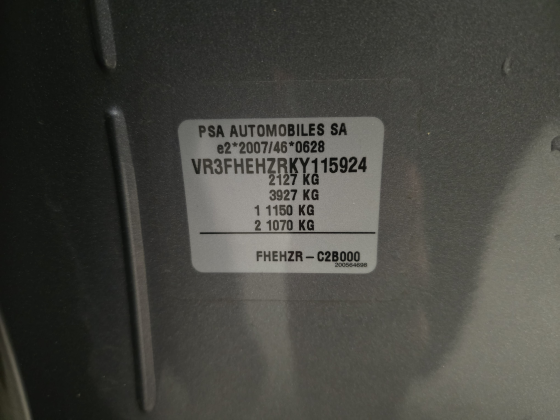 PSA AUTOMOBILES SA
e2*2007/46*0628
VR3FHEHZRKY115924
2127 KG
3927 KG
1 1150 KG
2 1070 KG
FHEHZR – C2B000
200564698